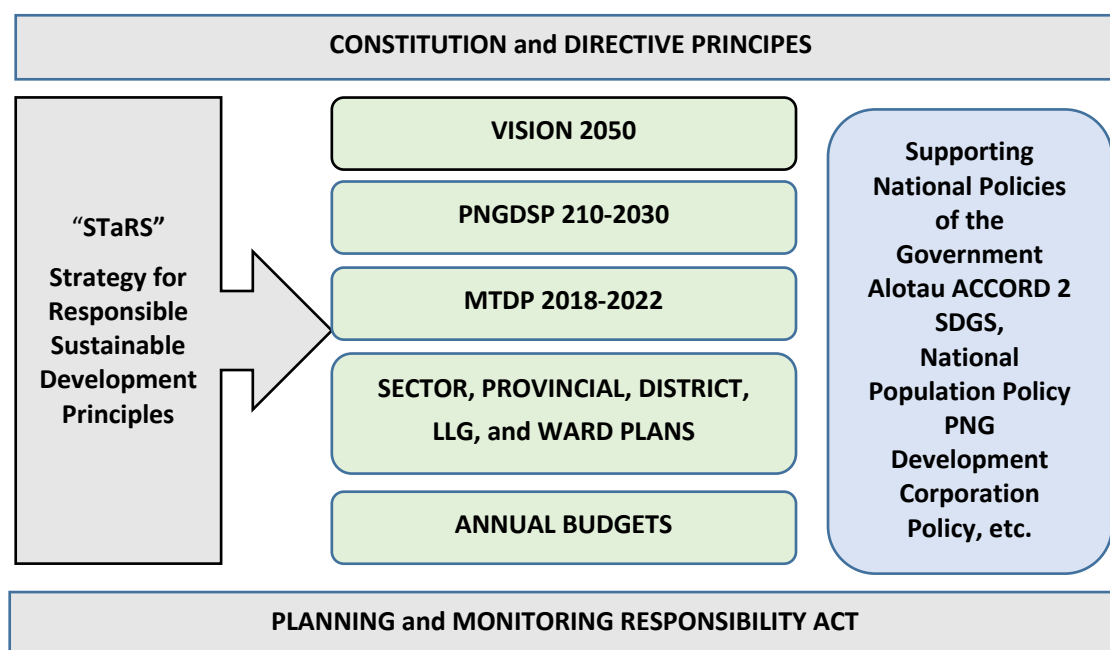 CONSTITUTION and DIRECTIVE PRINCIPES
“STaRS”
Strategy for
Responsible
Sustainable
Development
Principles
VISION 2050
PNGDSP 210-2030
MTDP 2018-2022
SECTOR, PROVINCIAL, DISTRICT,
LLG, and WARD PLANS
ANNUAL BUDGETS
Supporting
National Policies
of the
Government
Alotau ACCORD 2
SDGS,
National
Population Policy
PNG
Development
Corporation
Policy, etc.
PLANNING and MONITORING RESPONSIBILITY ACT